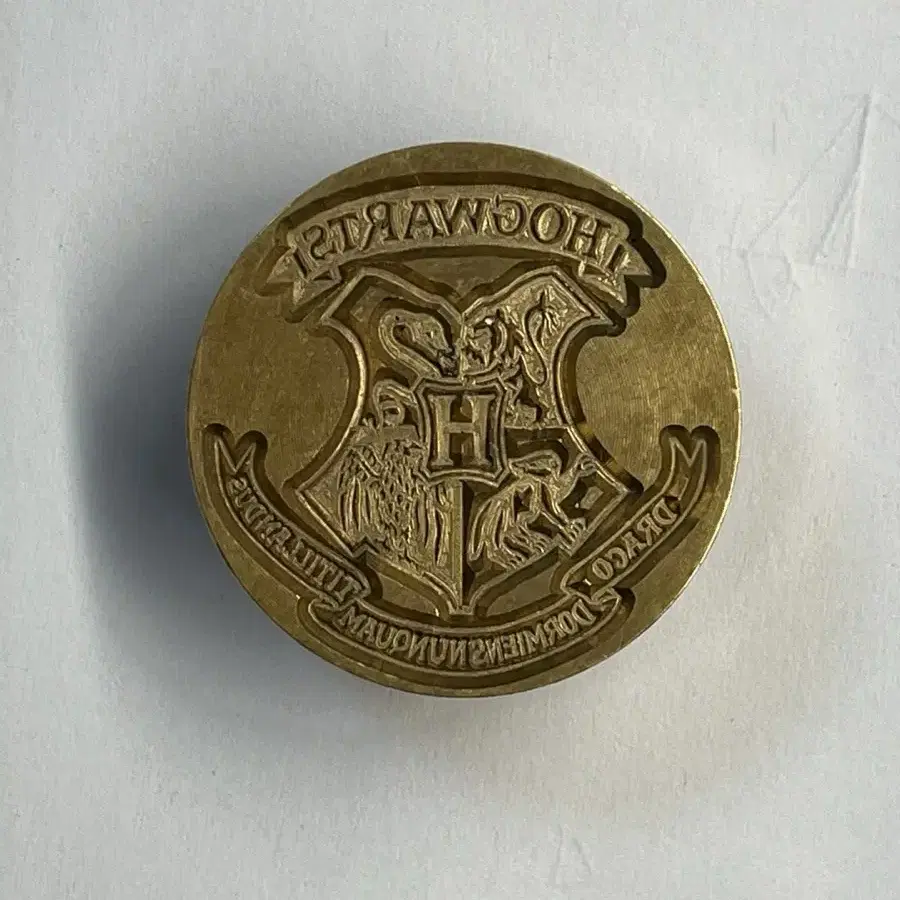 HOGWARTS
H
DRACO DORMIENS NUNQUAM TITILLANDUS